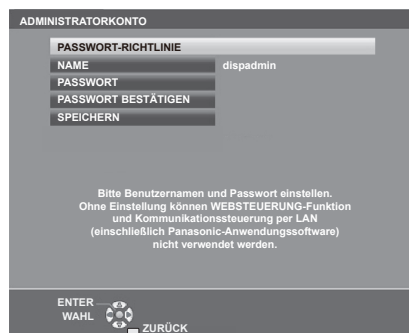 ADMINISTRATORKONTO
PASSWORT-RICHTLINIE
NAME dispadmin
PASSWORT
PASSWORT BESTÄTIGEN
SPEICHERN
Bitte Benutzernamen und Passwort einstellen.
Ohne Einstellung können WEBSTEUERUNG-Funktion
und Kommunikationssteuerung per LAN
(einschließlich Panasonic-Anwendungssoftware)
nicht verwendet werden.
ENTER
WAHL
ZURÜCK